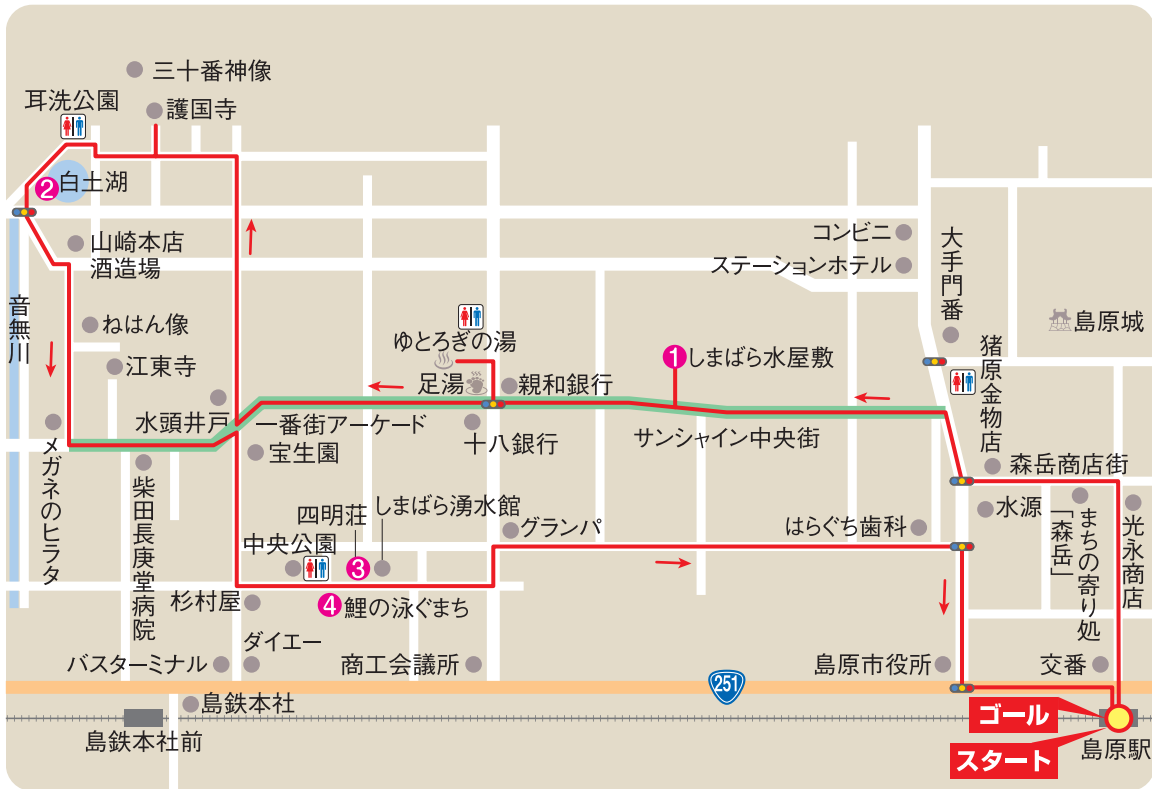 三十番神像
耳洗公園
護国寺
2
白土湖
山崎本店
酒造場
コンビニ
ステーションホテル
大手門番
音無川
ねはん像
江東寺
ゆとろぎの湯
足湯
親和銀行
1
しまばら水屋敷
島原城
猪原金物店
水頭井戸
一番街アーケード
宝生園
十八銀行
サンシャイン中央街
森岳商店街
メガネのヒラタ
柴田長庚堂病院
四明荘
しまばら湧水館
中央公園
3
グランパ
はらぐち歯科
水源
まちの寄り処
「森岳」
光永商店
杉村屋
4
鯉の泳ぐまち
ダイエー
バスターミナル
商工会議所
島原市役所
交番
251
島鉄本社
島鉄本社前
ゴール
スタート
島原駅